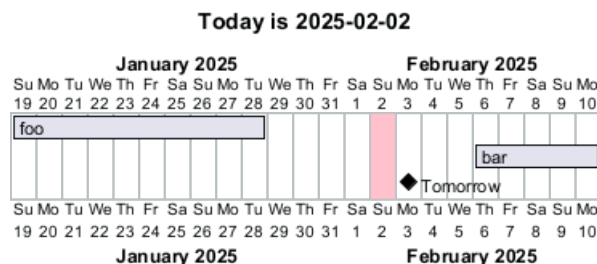 Today is 2025-02-02
January 2025 February 2025
Su Mo Tu We Th Fr Sa Su Mo Tu We Th Fr Sa Su Mo Tu We Th Fr Sa Su Mo
19 20 21 22 23 24 25 26 27 28 29 30 31 1 2 3 4 5 6 7 8 9 10
foo
bar
Tomorrow
Su Mo Tu We Th Fr Sa Su Mo Tu We Th Fr Sa Su Mo Tu We Th Fr Sa Su Mo
19 20 21 22 23 24 25 26 27 28 29 30 31 1 2 3 4 5 6 7 8 9 10
January 2025 February 2025